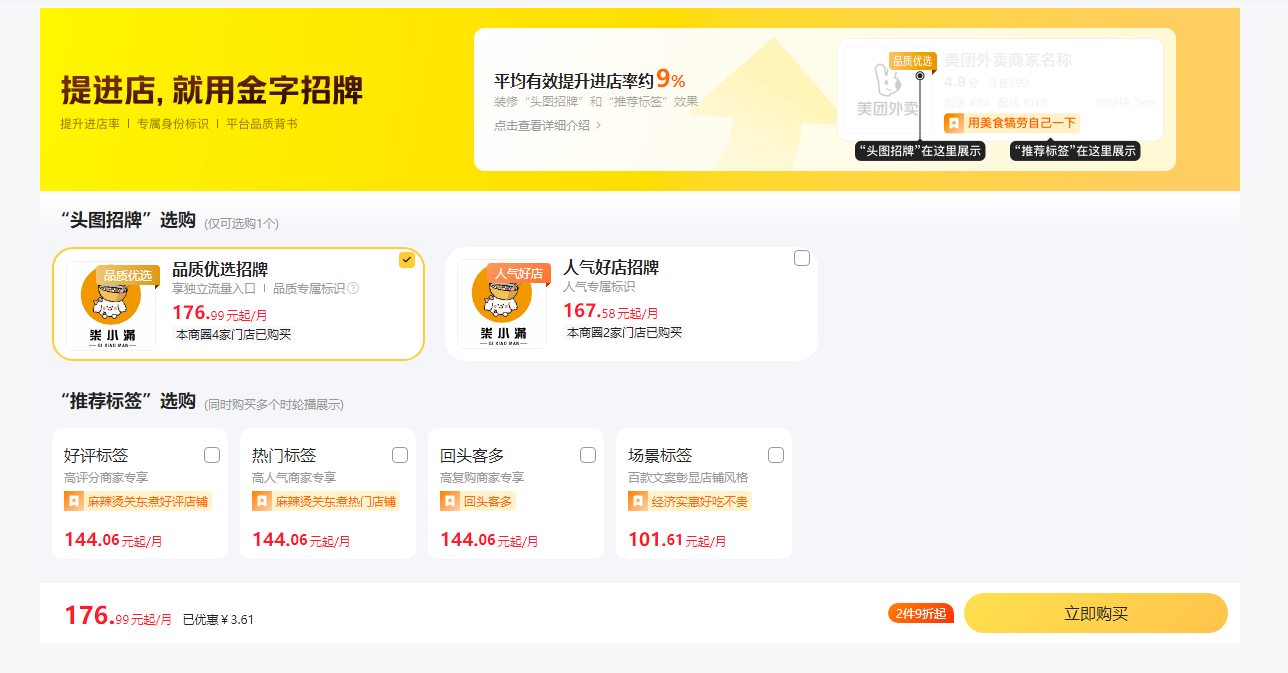 提进店, 就用金字招牌
提升进店率 | 专属身份标识 | 平台品质背书
平均有效提升进店率约9%
装修“头图招牌”和“推荐标签”效果
点击查看详细介绍 >
品质优选
美团外卖
美团外卖商家名称
4.9分 月售999
起送 ¥24 配送 约¥5 20分钟 3km
用美食犒劳自己一下
“头图招牌”在这里展示
“推荐标签”在这里展示
“头图招牌”选购 (仅可选购1个)
品质优选
柒小满
QI XIAO MAN
品质优选招牌
享独立流量入口 | 品质专属标识?
176.99元起/月
本商圈4家门店已购买
人气好店
柒小满
QI XIAO MAN
人气好店招牌
人气专属标识
167.58元起/月
本商圈2家门店已购买
“推荐标签”选购 (同时购买多个时轮播展示)
好评标签
高评分商家专享
麻辣烫关东煮好评店铺
144.06元起/月
热门标签
高人气商家专享
麻辣烫关东煮热门店铺
144.06元起/月
回头客多
高复购商家专享
回头客多
144.06元起/月
场景标签
百款文案彰显店铺风格
经济实惠好吃不贵
101.61元起/月
176.99元起/月 已优惠¥3.61
2件9折起
立即购买